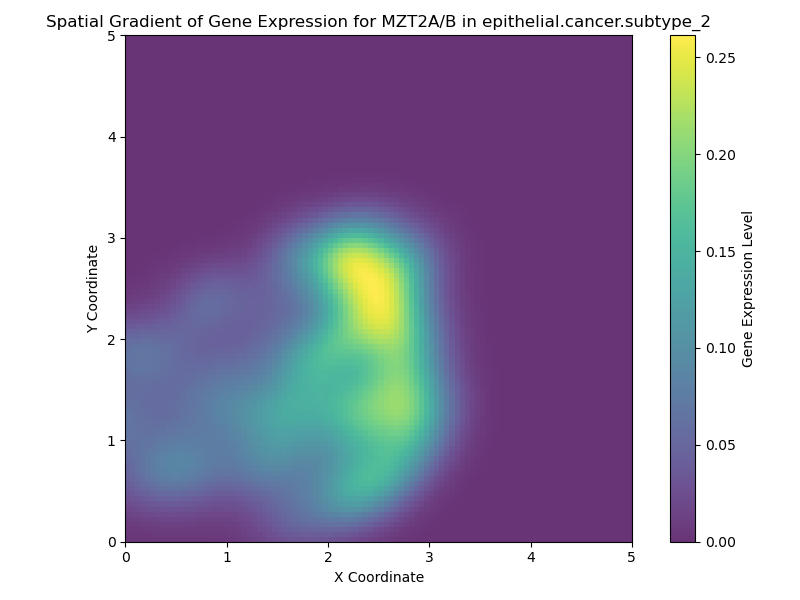 Spatial Gradient of Gene Expression for MZT2A/B in epithelial.cancer.subtype_2
5
4
3
2
1
0
Y Coordinate
0 1 2 3 4 5
X Coordinate
0.25
0.20
0.15
0.10
0.05
0.00
Gene Expression Level